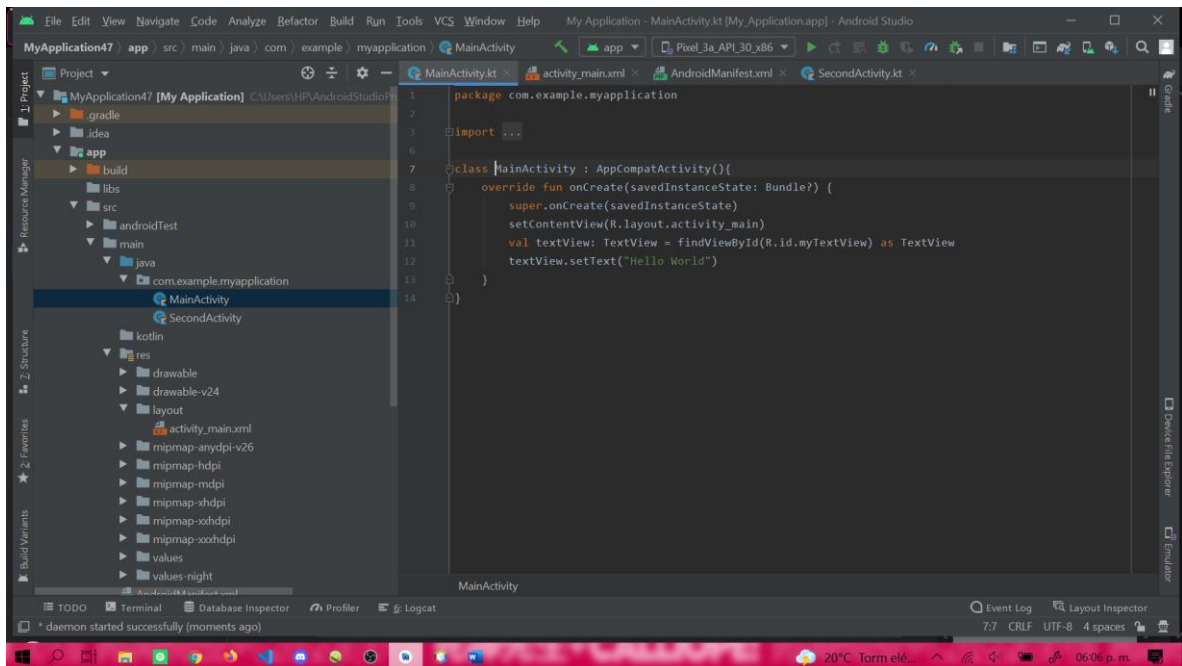 File Edit View Navigate Code Analyze Refactor Build Run Tools VCS Window Help My Application - MainActivity.kt [My_Application.app] - Android Studio
MyApplication47 app src main java com example myapplication MainActivity app Pixel_3a_API_30_x86
Project MainActivity.kt activity_main.xml AndroidManifest.xml SecondActivity.kt
1: Project
Resource Manager
Z: Structure
2: Favorites
Build Variants
MyApplication47 [My Application] C:\Users\HP\AndroidStudioPr
.gradle
.idea
app
build
libs
src
androidTest
main
java
com.example.myapplication
MainActivity
SecondActivity
kotlin
res
drawable
drawable-v24
layout
activity_main.xml
mipmap-anydpi-v26
mipmap-hdpi
mipmap-mdpi
mipmap-xhdpi
mipmap-xxhdpi
mipmap-xxxhdpi
values
values-night
AndroidManifest.xml
1 package com.example.myapplication
2
3 import ...
6
7 class MainActivity : AppCompatActivity(){
8 override fun onCreate(savedInstanceState: Bundle?) {
9 super.onCreate(savedInstanceState)
10 setContentView(R.layout.activity_main)
11 val textView: TextView = findViewById(R.id.myTextView) as TextView
12 textView.setText("Hello World")
13 }
14 }
MainActivity
Gradle
Device File Explorer
Emulator
TODO Terminal Database Inspector Profiler 6: Logcat Event Log Layout Inspector
* daemon started successfully (moments ago) 7:7 CRLF UTF-8 4 spaces
20°C Torm elé... 06:06 p. m.